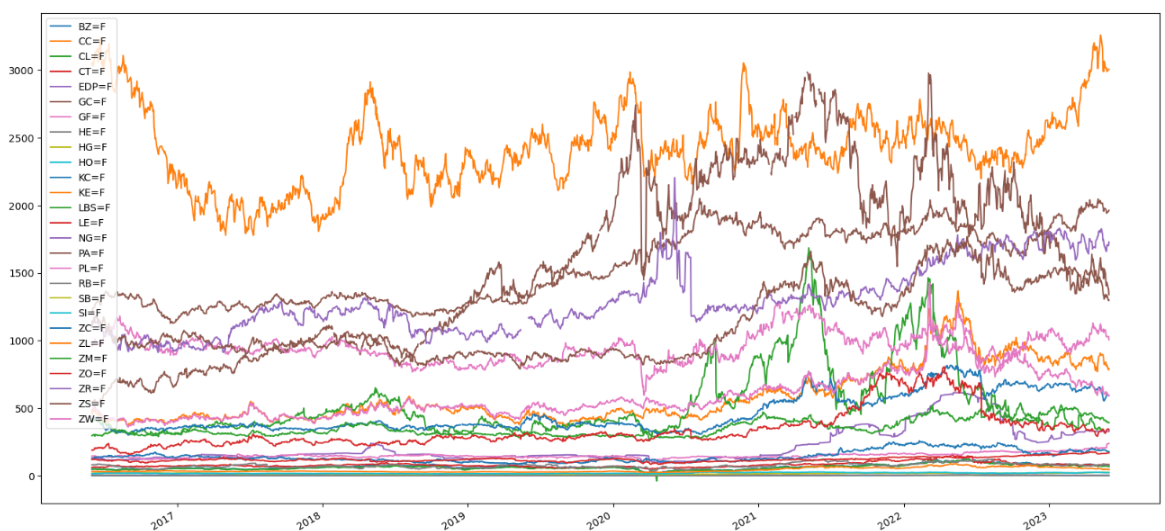 BZ=F
CC=F
CL=F
CT=F
EDP=F
GC=F
GF=F
HE=F
HG=F
HO=F
KC=F
KE=F
LBS=F
LE=F
NG=F
PA=F
PL=F
RB=F
SB=F
SI=F
ZC=F
ZL=F
ZM=F
ZO=F
ZR=F
ZS=F
ZW=F
3000
2500
2000
1500
1000
500
0
2017
2018
2019
2020
2021
2022
2023